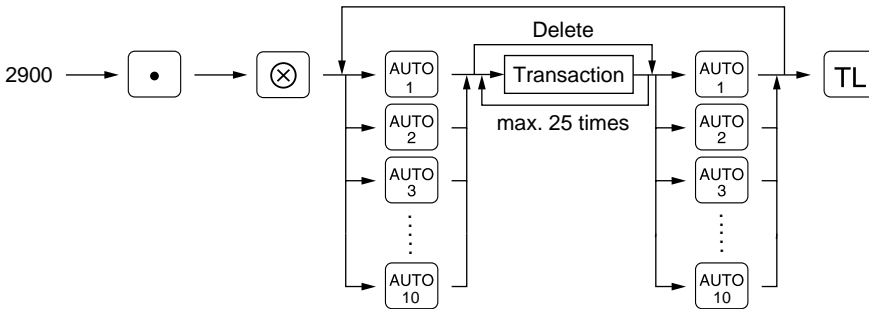 Delete
2900
•
⊗
AUTO
1
Transaction
AUTO
1
TL
max. 25 times
AUTO
2
AUTO
2
AUTO
3
AUTO
3
AUTO
10
AUTO
10